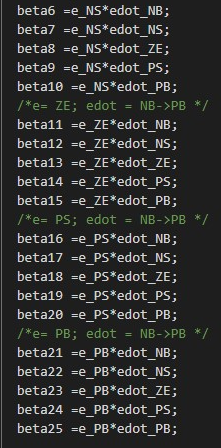 beta6 =e_NS*edot_NB;
beta7 =e_NS*edot_NS;
beta8 =e_NS*edot_ZE;
beta9 =e_NS*edot_PS;
beta10 =e_NS*edot_PB;
/*e= ZE; edot = NB->PB */
beta11 =e_ZE*edot_NB;
beta12 =e_ZE*edot_NS;
beta13 =e_ZE*edot_ZE;
beta14 =e_ZE*edot_PS;
beta15 =e_ZE*edot_PB;
/*e= PS; edot = NB->PB */
beta16 =e_PS*edot_NB;
beta17 =e_PS*edot_NS;
beta18 =e_PS*edot_ZE;
beta19 =e_PS*edot_PS;
beta20 =e_PS*edot_PB;
/*e= PB; edot = NB->PB */
beta21 =e_PB*edot_NB;
beta22 =e_PB*edot_NS;
beta23 =e_PB*edot_ZE;
beta24 =e_PB*edot_PS;
beta25 =e_PB*edot_PB;